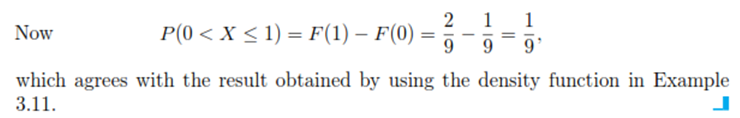 Now P(0 < X ≤ 1) = F(1) − F(0) = 2/9 − 1/9 = 1/9,
which agrees with the result obtained by using the density function in Example
3.11.